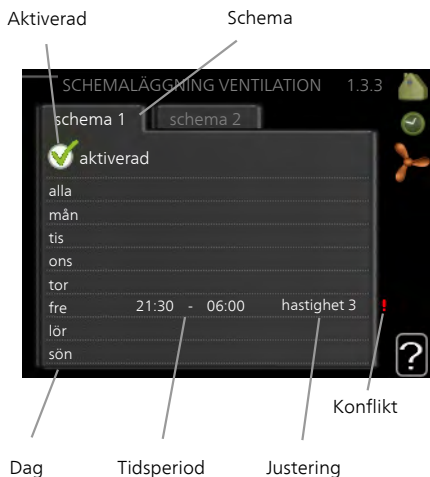 Aktiverad Schema
SCHEMALÄGGNING VENTILATION 1.3.3
schema 1 schema 2
aktiverad
alla
mån
tis
ons
tor
fre 21:30 - 06:00 hastighet 3 !
lör
sön
?
Konflikt
Dag Tidsperiod Justering